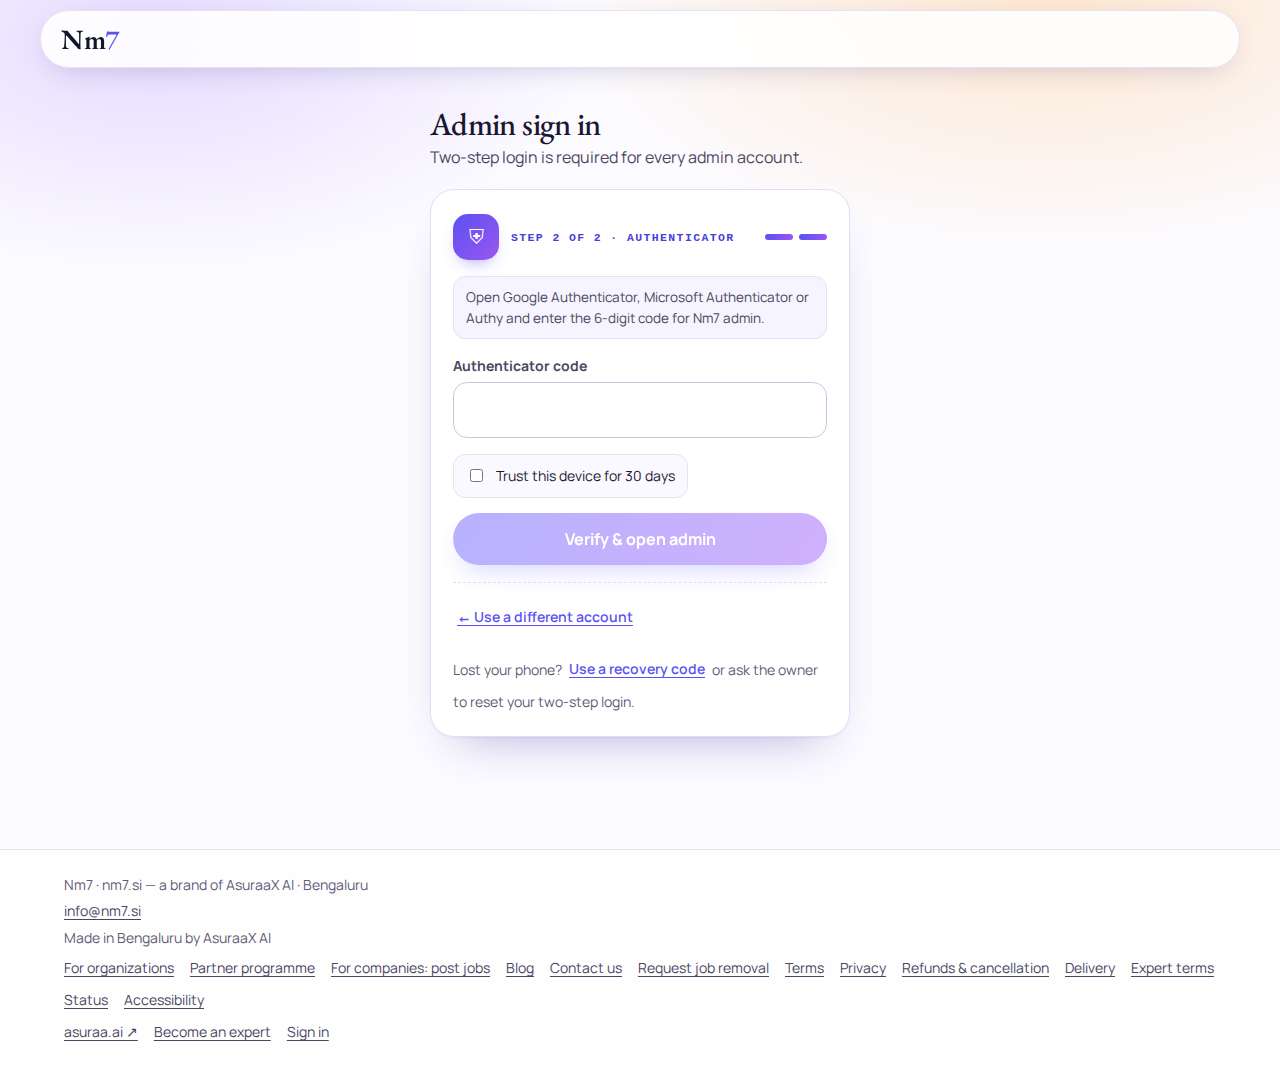 Nm7
Admin sign in
Two-step login is required for every admin account.
STEP 2 OF 2 · AUTHENTICATOR
Open Google Authenticator, Microsoft Authenticator or
Authy and enter the 6-digit code for Nm7 admin.
Authenticator code
Trust this device for 30 days
Verify & open admin
← Use a different account
Lost your phone? Use a recovery code or ask the owner
to reset your two-step login.
Nm7 · nm7.si — a brand of AsuraaX AI · Bengaluru
info@nm7.si
Made in Bengaluru by AsuraaX AI
For organizations Partner programme For companies: post jobs Blog Contact us Request job removal Terms Privacy Refunds & cancellation Delivery Expert terms
Status Accessibility
asuraa.ai ↗ Become an expert Sign in